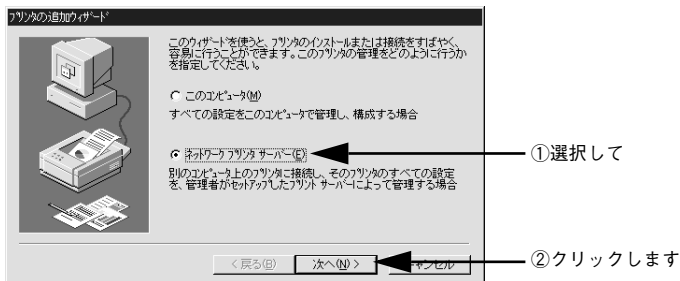 プリンタの追加ウィザード
このウィザードを使うと、プリンタのインストールまたは接続をすばやく、
容易に行うことができます。このプリンタの管理をどのように行うか
を指定してください。
このコンピュータ(M)
すべての設定をこのコンピュータで管理し、構成する場合
ネットワーク プリンタ サーバー(E)
①選択して
別のコンピュータ上のプリンタに接続し、そのプリンタのすべての設定
を、管理者がセットアップしたプリント サーバーによって管理する場合
< 戻る(B)
次へ(N) >
キャンセル
②クリックします